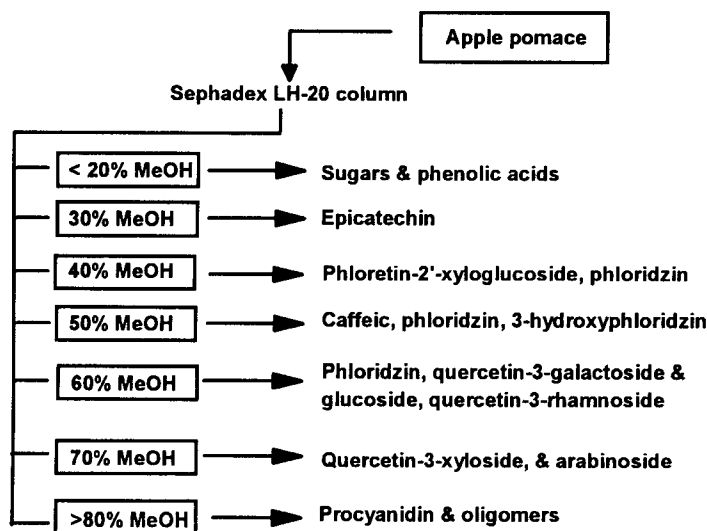 Apple pomace
Sephadex LH-20 column
< 20% MeOH
Sugars & phenolic acids
30% MeOH
Epicatechin
40% MeOH
Phloretin-2'-xyloglucoside, phloridzin
50% MeOH
Caffeic, phloridzin, 3-hydroxyphloridzin
60% MeOH
Phloridzin, quercetin-3-galactoside &
glucoside, quercetin-3-rhamnoside
70% MeOH
Quercetin-3-xyloside, & arabinoside
>80% MeOH
Procyanidin & oligomers